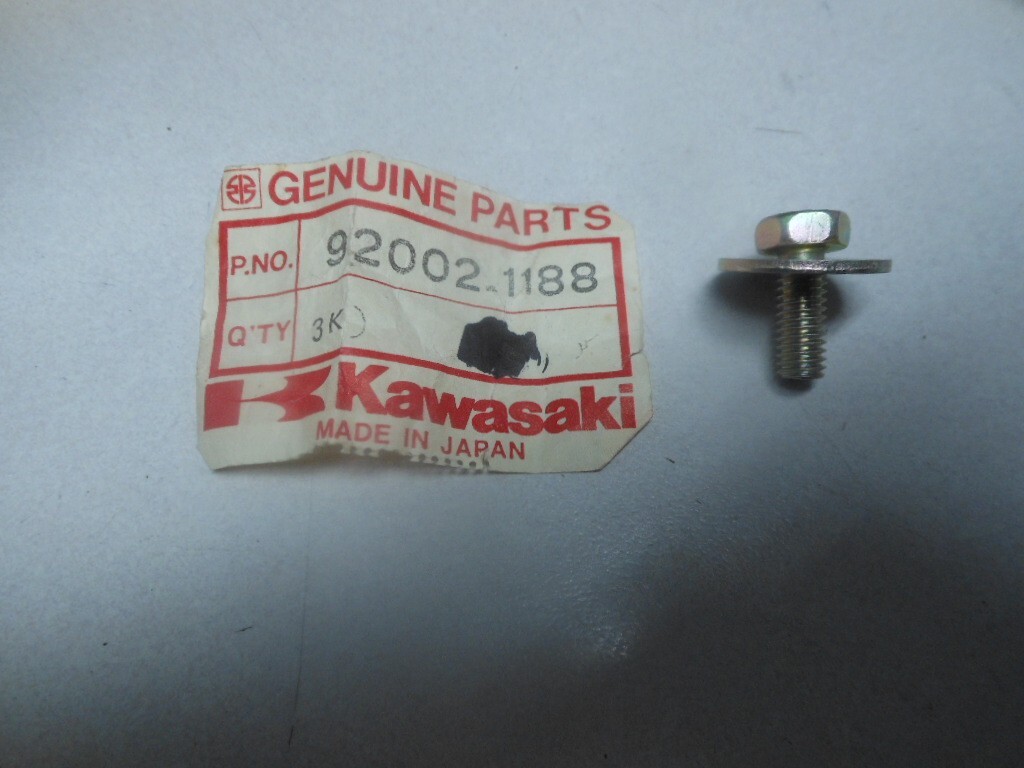 GENUINE PARTS
P.NO. 92002-1188
Q'TY 3K)
Kawasaki
MADE IN JAPAN